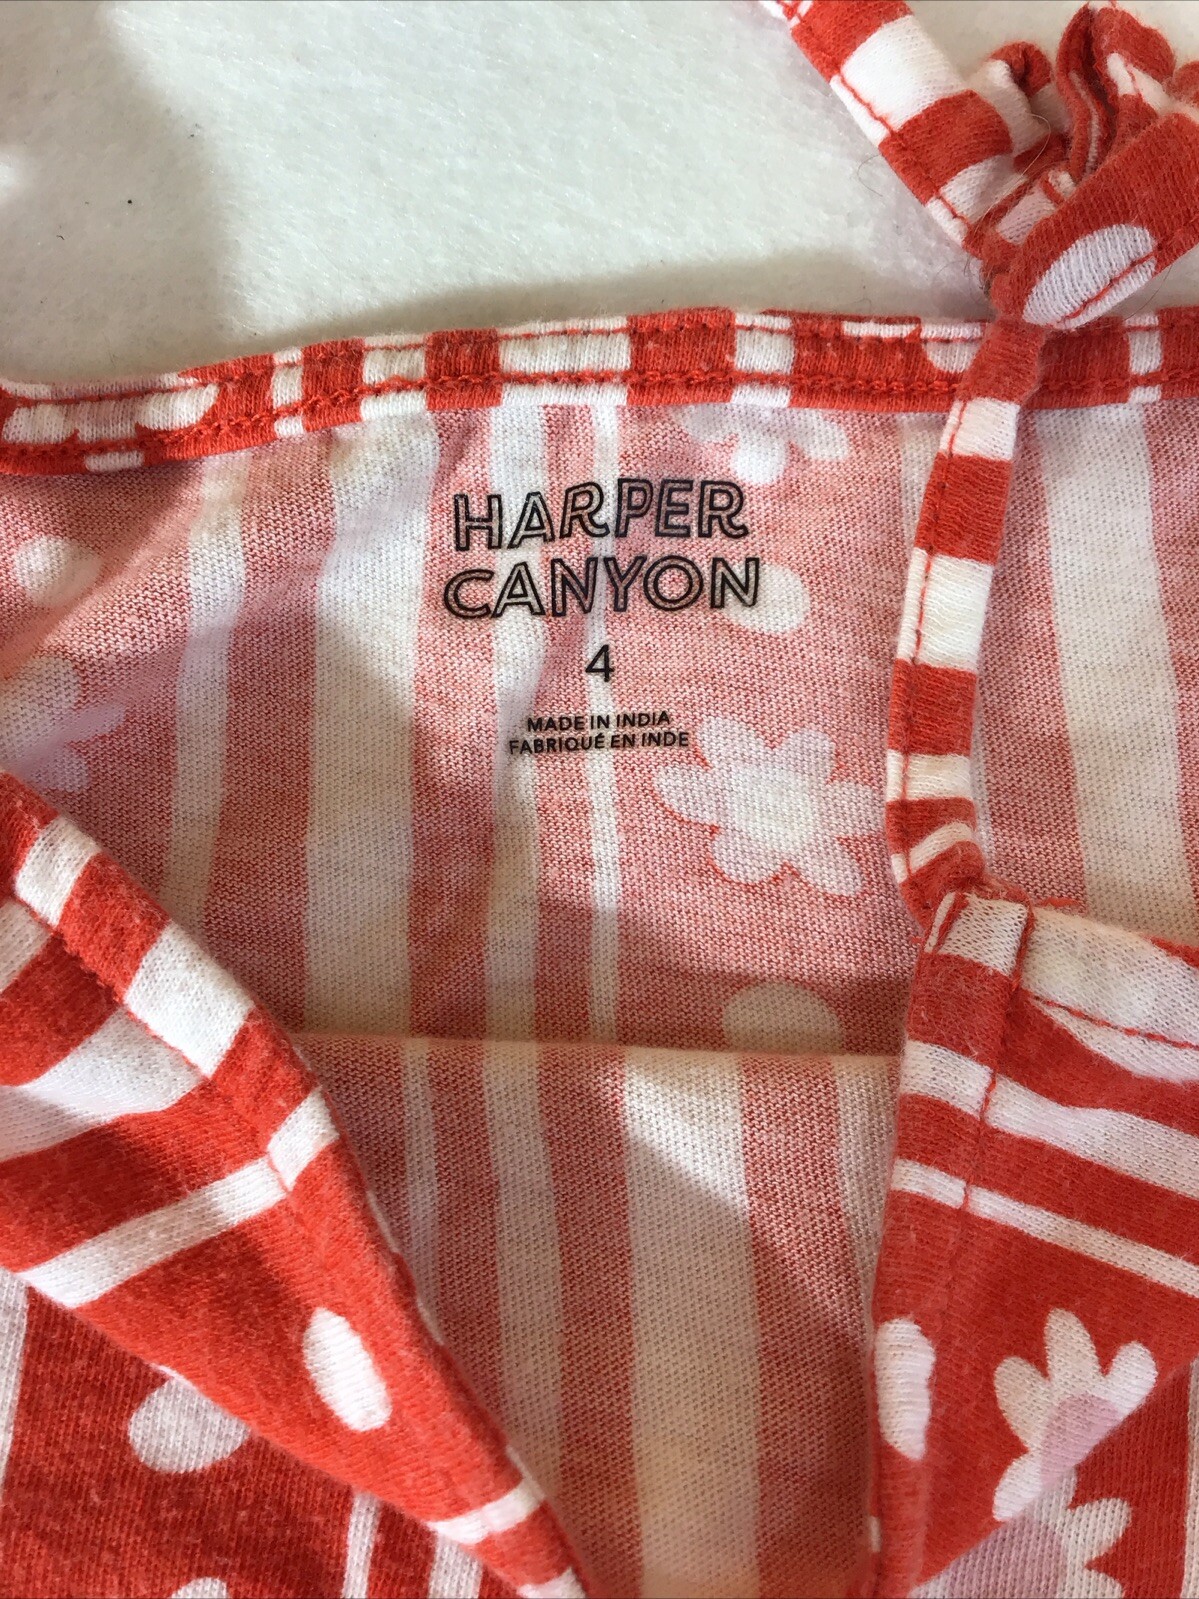 HARPER
CANYON
4
MADE IN INDIA
FABRIQUÉ EN INDE